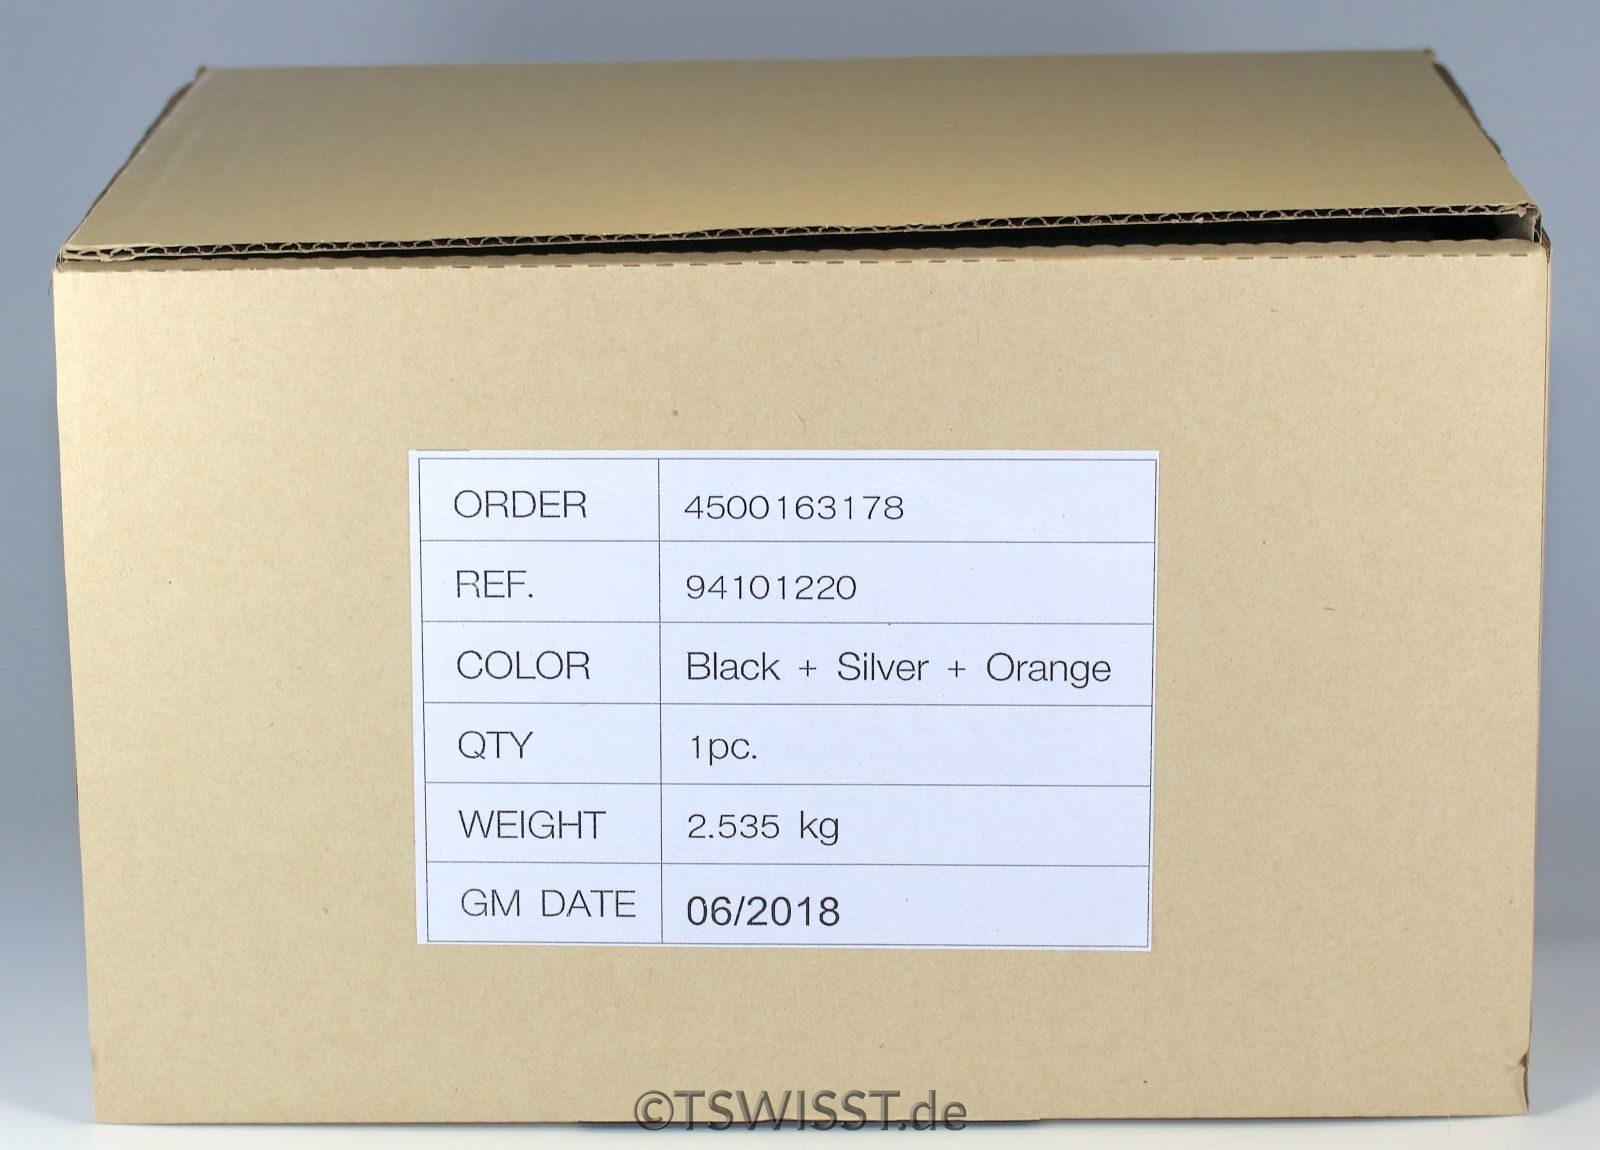 ORDER 4500163178
REF. 94101220
COLOR Black + Silver + Orange
QTY 1pc.
WEIGHT 2.535 kg
GM DATE 06/2018
©TSWISST.de